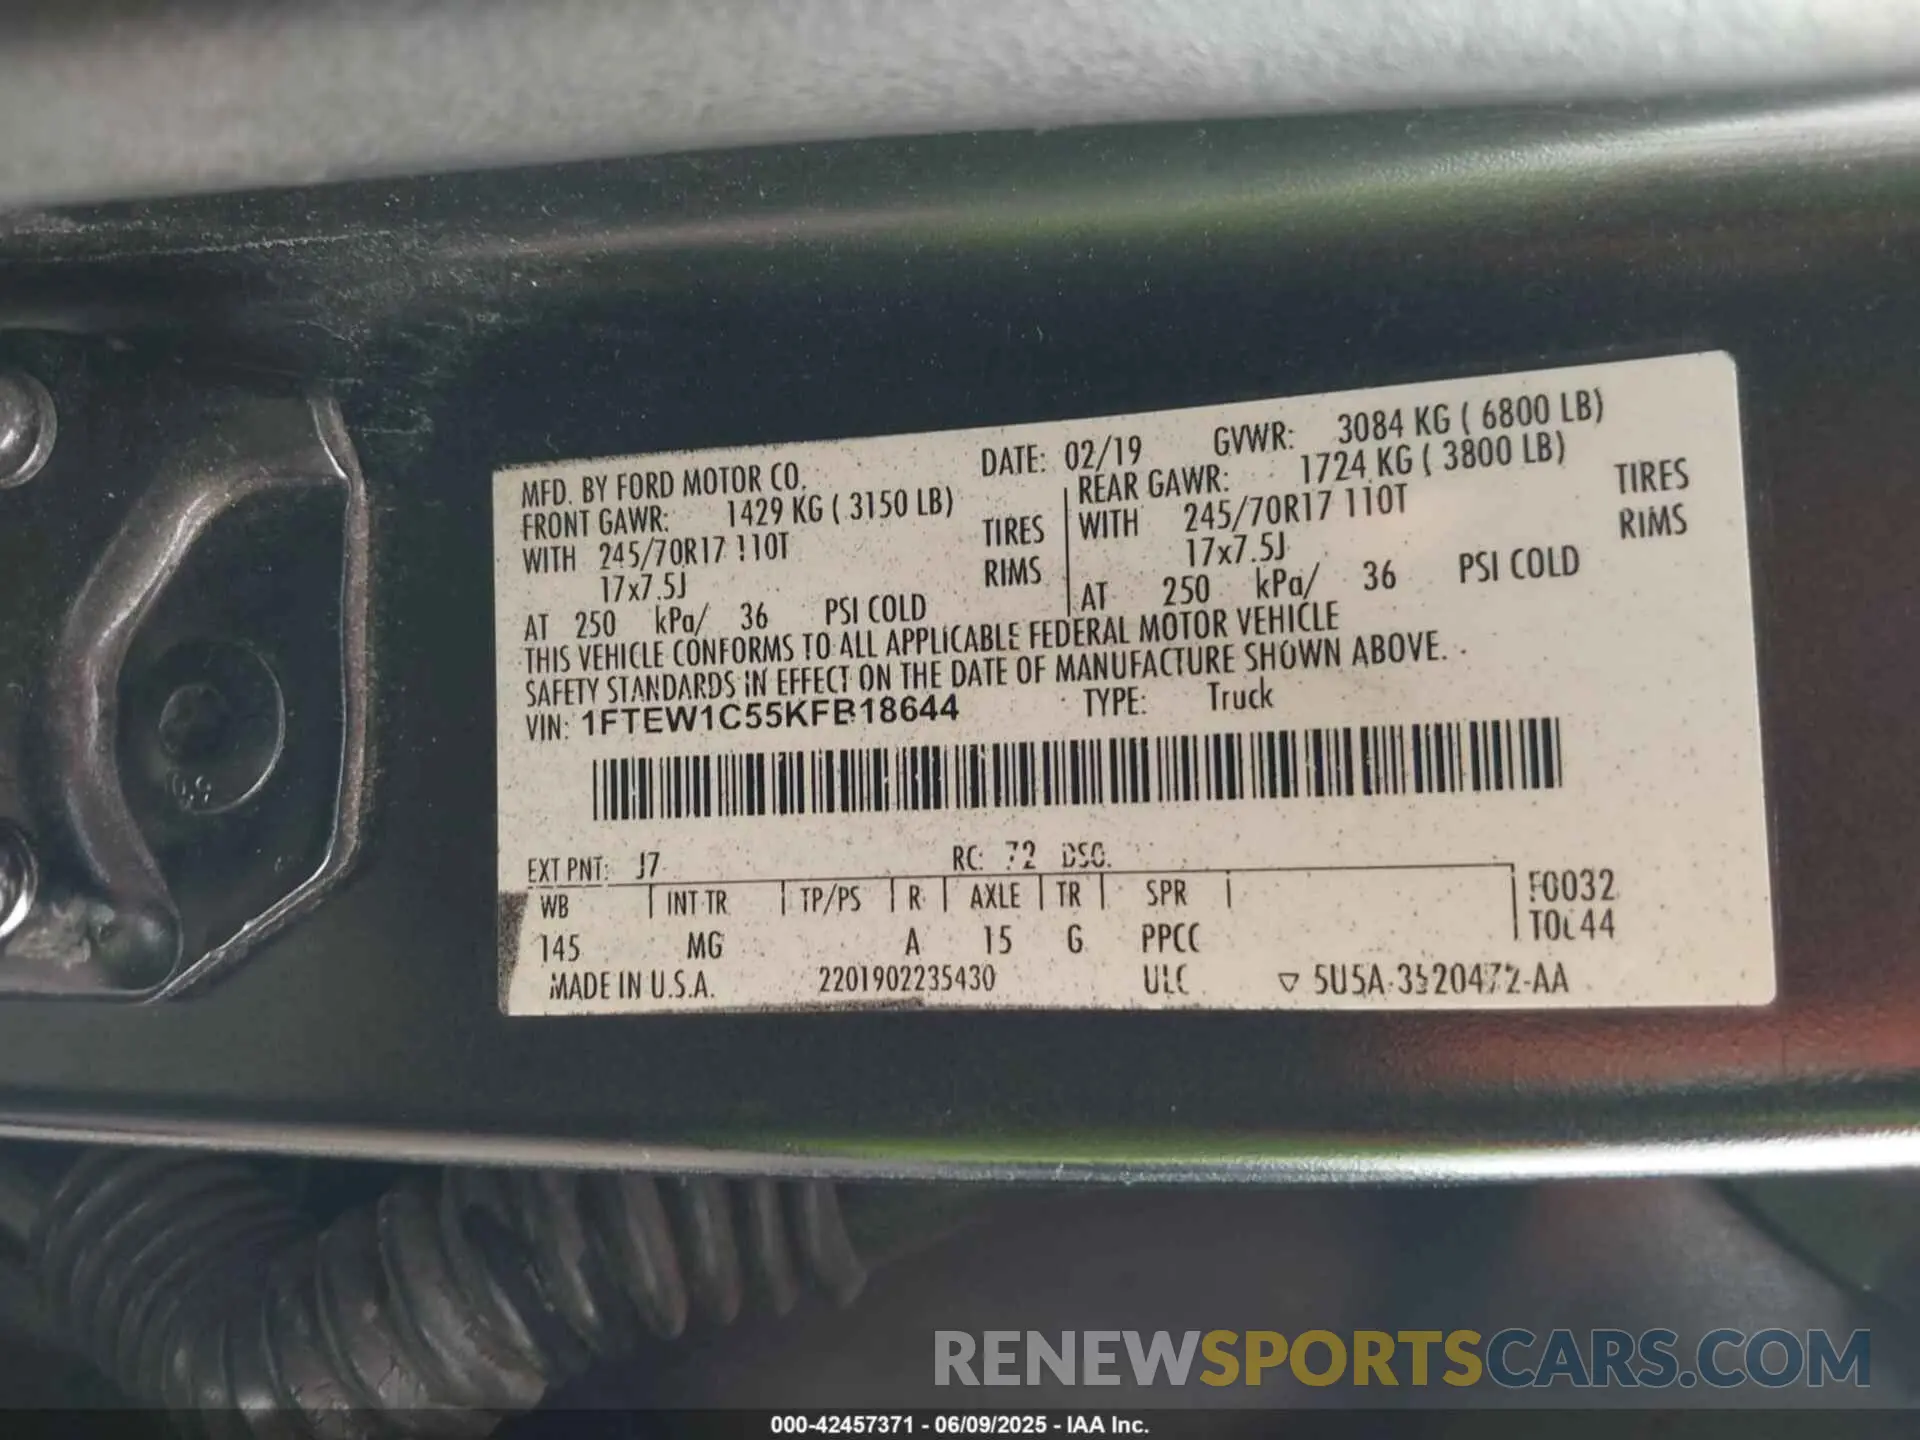 MFD. BY FORD MOTOR CO. DATE: 02/19 GVWR: 3084 KG ( 6800 LB)
FRONT GAWR: 1429 KG ( 3150 LB) REAR GAWR: 1724 KG ( 3800 LB)
WITH 245/70R17 110T TIRES WITH 245/70R17 110T TIRES
17x7.5J RIMS 17x7.5J RIMS
AT 250 kPa/ 36 PSI COLD AT 250 kPa/ 36 PSI COLD
THIS VEHICLE CONFORMS TO ALL APPLICABLE FEDERAL MOTOR VEHICLE
SAFETY STANDARDS IN EFFECT ON THE DATE OF MANUFACTURE SHOWN ABOVE.
VIN: 1FTEW1C55KFB18644 TYPE: Truck
EXT PNT: J7 RC: 72 DSO:
WB INT TR TP/PS R AXLE TR SPR F0032
145 MG A 15 G PPCC
MADE IN U.S.A. 2201902235430 ULC
RENEWSPORTSCARS.COM
000-42457371 - 06/09/2025 - IAA Inc.